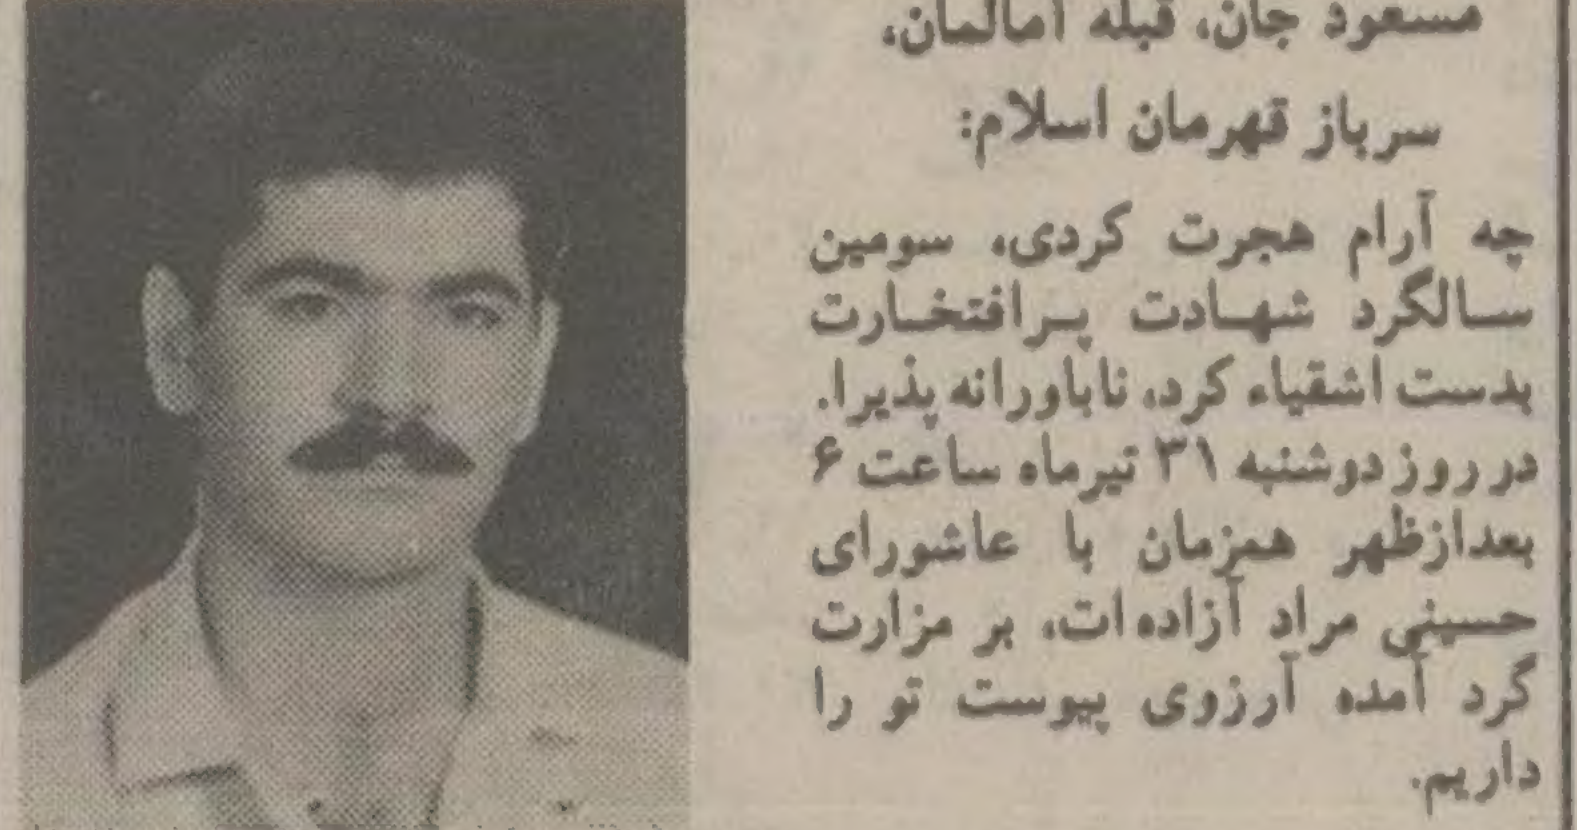 مسعود جان، قبله آمالمان،
سرباز قهرمان اسلام:
چه آرام هجرت کردی، سومین
سالگرد شهادت پرافتخارت
بدست اشقیاء کرد، ناباورانه پذیرا.
در روز دوشنبه ۳۱ تیرماه ساعت ۶
بعدازظهر همزمان با عاشورای
حسینی مراد آزاده‌ات، بر مزارت
گرد آمده آرزوی پیوست تو را
داریم.